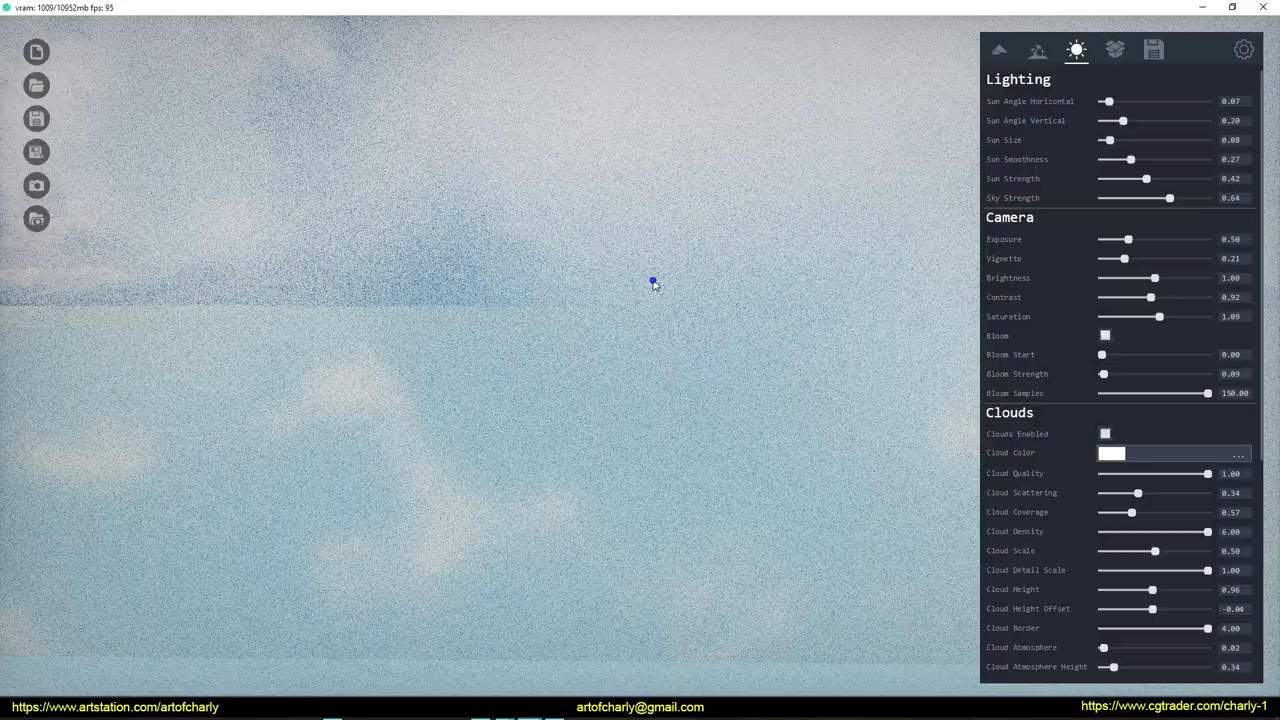 vram: 1009/10952mb fps: 95
Lighting
Sun Angle Horizontal 0.07
Sun Angle Vertical 0.20
Sun Size 0.08
Sun Smoothness 0.27
Sun Strength 0.42
Sky Strength 0.64
Camera
Exposure 0.50
Vignette 0.21
Brightness 1.00
Contrast 0.92
Saturation 1.09
Bloom
Bloom Start 0.00
Bloom Strength 0.09
Bloom Samples 150.00
Clouds
Clouds Enabled
Cloud Color ...
Cloud Quality 1.00
Cloud Scattering 0.34
Cloud Coverage 0.57
Cloud Density 6.00
Cloud Scale 0.50
Cloud Detail Scale 1.00
Cloud Height 0.96
Cloud Height Offset -0.04
Cloud Border 4.00
Cloud Atmosphere 0.02
Cloud Atmosphere Height 0.34
https://www.artstation.com/artofcharly artofcharly@gmail.com https://www.cgtrader.com/charly-1